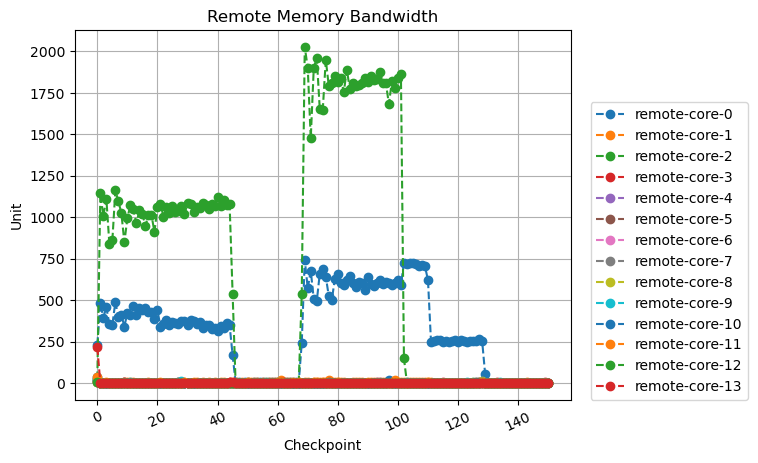 Remote Memory Bandwidth
2000
1750
1500
1250
1000
750
500
250
0
Unit
0
20
40
60
80
100
120
140
Checkpoint
remote-core-0
remote-core-1
remote-core-2
remote-core-3
remote-core-4
remote-core-5
remote-core-6
remote-core-7
remote-core-8
remote-core-9
remote-core-10
remote-core-11
remote-core-12
remote-core-13